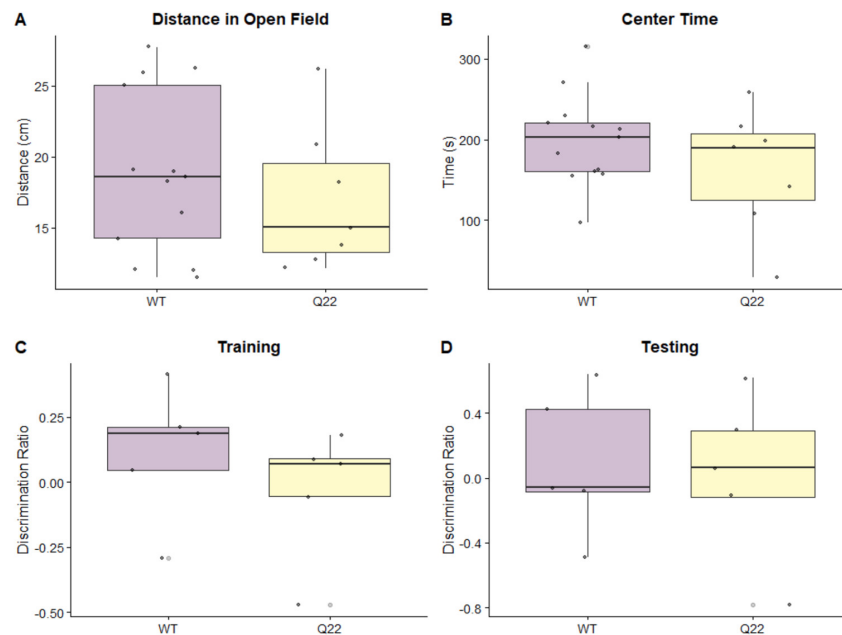 A
Distance in Open Field
Distance (cm)
25
20
15
WT
Q22
B
Center Time
Time (s)
300
200
100
WT
Q22
C
Training
Discrimination Ratio
0.25
0.00
-0.25
-0.50
WT
Q22
D
Testing
Discrimination Ratio
0.4
0.0
-0.4
-0.8
WT
Q22